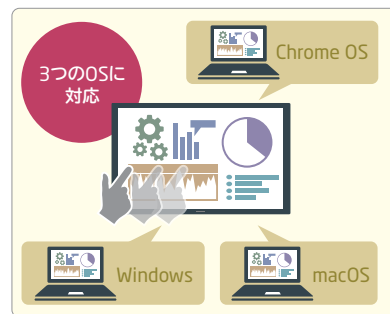 3つのOSに
対応
Chrome OS
Windows
macOS